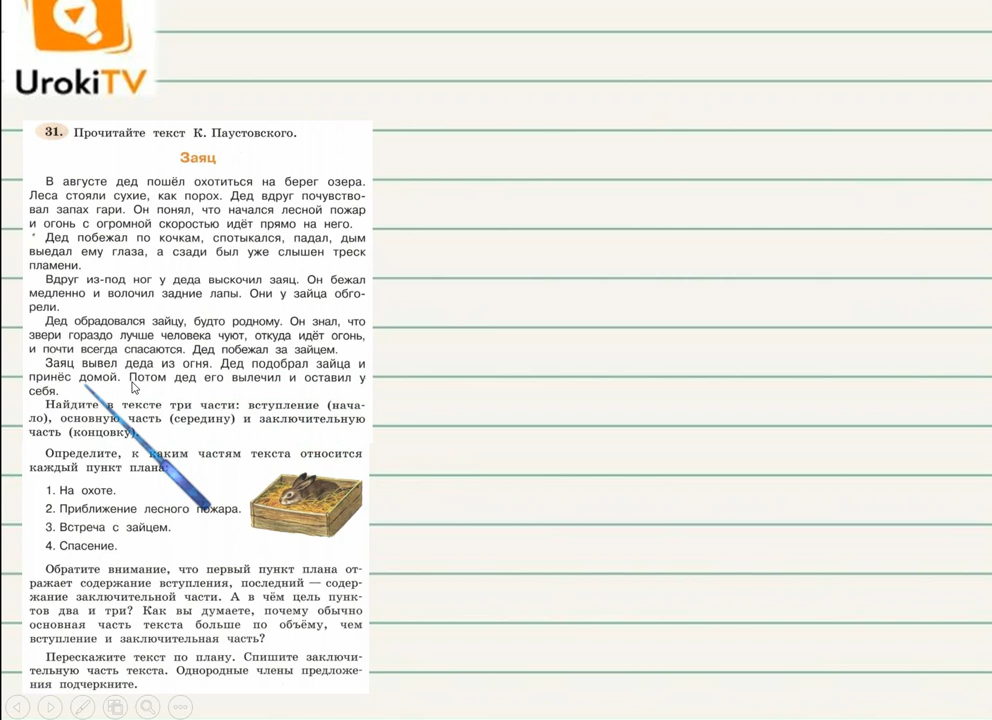 UrokiTV
31. Прочитайте текст К. Паустовского.
Заяц
В августе дед пошёл охотиться на берег озера.
Леса стояли сухие, как порох. Дед вдруг почувство-
вал запах гари. Он понял, что начался лесной пожар
и огонь с огромной скоростью идёт прямо на него.
Дед побежал по кочкам, спотыкался, падал, дым
выедал ему глаза, а сзади был уже слышен треск
пламени.
Вдруг из-под ног у деда выскочил заяц. Он бежал
медленно и волочил задние лапы. Они у зайца обго-
рели.
Дед обрадовался зайцу, будто родному. Он знал, что
звери гораздо лучше человека чуют, откуда идёт огонь,
и почти всегда спасаются. Дед побежал за зайцем.
Заяц вывел деда из огня. Дед подобрал зайца и
принёс домой. Потом дед его вылечил и оставил у
себя.
Найдите в тексте три части: вступление (нача-
ло), основную часть (середину) и заключительную
часть (концовку).
Определите, к каким частям текста относится
каждый пункт плана.
1. На охоте.
2. Приближение лесного пожара.
3. Встреча с зайцем.
4. Спасение.
Обратите внимание, что первый пункт плана от-
ражает содержание вступления, последний — содер-
жание заключительной части. А в чём цель пунк-
тов два и три? Как вы думаете, почему обычно
основная часть текста больше по объёму, чем
вступление и заключительная часть?
Перескажите текст по плану. Спишите заключи-
тельную часть текста. Однородные члены предложе-
ния подчеркните.